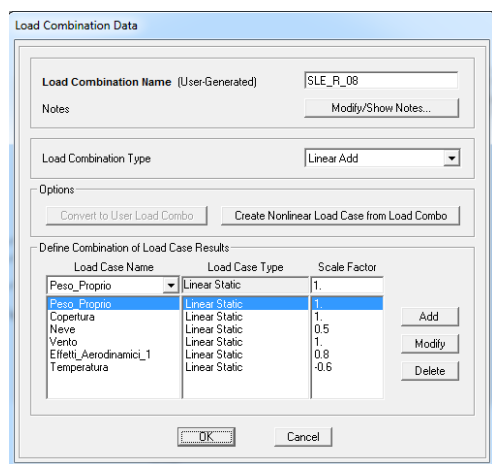 Load Combination Data
Load Combination Name (User-Generated) SLE_R_08
Notes Modify/Show Notes...
Load Combination Type Linear Add
Options
Convert to User Load Combo Create Nonlinear Load Case from Load Combo
Define Combination of Load Case Results
Load Case Name Load Case Type Scale Factor
Peso_Proprio Linear Static 1.
Peso_Proprio Linear Static 1.
Copertura Linear Static 1.
Neve Linear Static 0.5
Vento Linear Static 1.
Effetti_Aerodinamici_1 Linear Static 0.8
Temperatura Linear Static -0.6
Add
Modify
Delete
OK Cancel